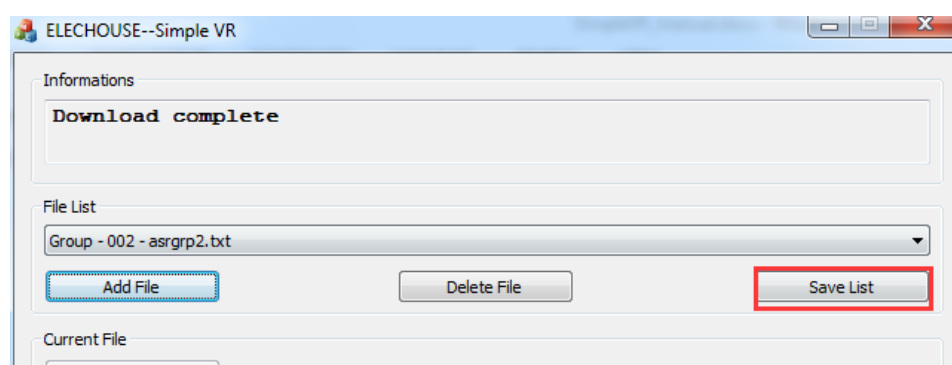 ELECHOUSE--Simple VR
Informations
Download complete
File List
Group - 002 - asrgrp2.txt
Add File Delete File Save List
Current File